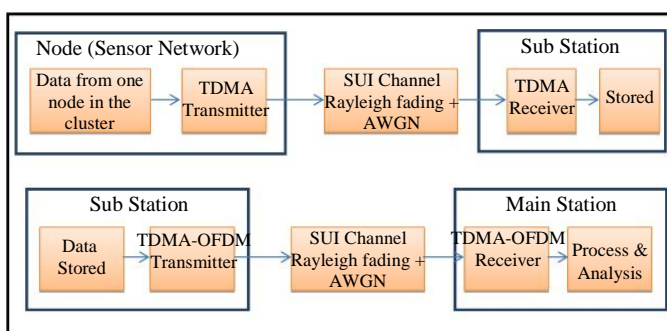 Node (Sensor Network)
Data from one
node in the
cluster
TDMA
Transmitter
SUI Channel
Rayleigh fading +
AWGN
Sub Station
TDMA
Receiver
Stored
Sub Station
Data
Stored
TDMA-OFDM
Transmitter
SUI Channel
Rayleigh fading +
AWGN
Main Station
TDMA-OFDM
Receiver
Process &
Analysis